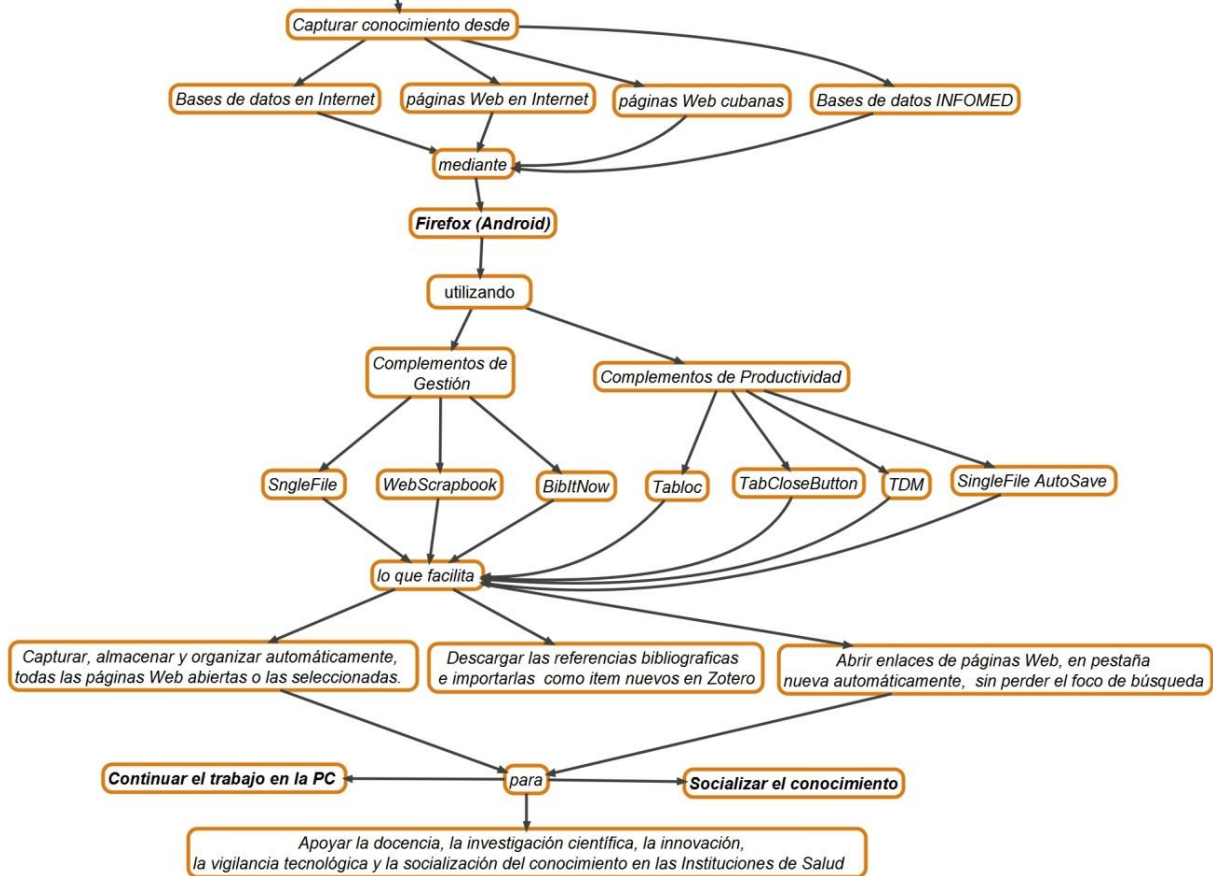 Capturar conocimiento desde
Bases de datos en Internet
páginas Web en Internet
páginas Web cubanas
Bases de datos INFOMED
mediante
Firefox (Android)
utilizando
Complementos de
Gestión
Complementos de Productividad
SngleFile
WebScrapbook
BibItNow
Tabloc
TabCloseButton
TDM
SingleFile AutoSave
lo que facilita
Capturar, almacenar y organizar automáticamente,
todas las páginas Web abiertas o las seleccionadas.
Descargar las referencias bibliograficas
e importarlas como item nuevos en Zotero
Abrir enlaces de páginas Web, en pestaña
nueva automáticamente, sin perder el foco de búsqueda
Continuar el trabajo en la PC
para
Socializar el conocimiento
Apoyar la docencia, la investigación científica, la innovación,
la vigilancia tecnológica y la socialización del conocimiento en las Instituciones de Salud